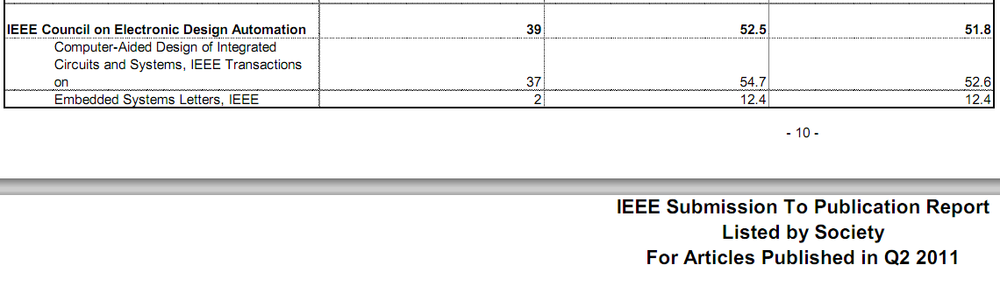 IEEE Council on Electronic Design Automation 39 52.5 51.8
Computer-Aided Design of Integrated
Circuits and Systems, IEEE Transactions
on 37 54.7 52.6
Embedded Systems Letters, IEEE 2 12.4 12.4
- 10 -
IEEE Submission To Publication Report
Listed by Society
For Articles Published in Q2 2011